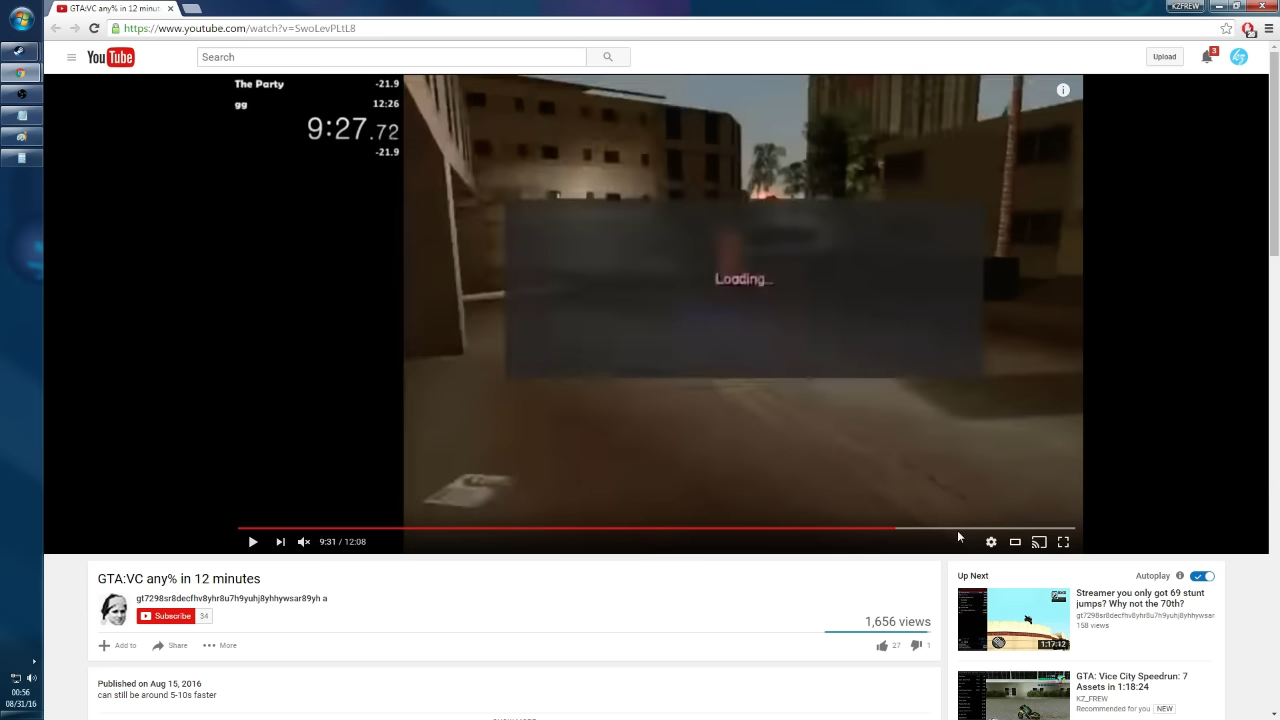 GTA:VC any% in 12 minut
KZFREW
https://www.youtube.com/watch?v=SwoLevPLtL8
YouTube
Search
Upload
3
The Party -21.9
gg 12:26
9:27.72
-21.9
Loading...
9:31 / 12:08
GTA:VC any% in 12 minutes
gt7298sr8decfhv8yhr8u7h9yuhj8yhhywsar89yh a
Subscribe 34
1,656 views
Add to Share More
27 1
Published on Aug 15, 2016
can still be around 5-10s faster
Up Next
Autoplay
Streamer you only got 69 stunt
jumps? Why not the 70th?
gt7298sr8decfhv8yhr8u7h9yuhj8yhhywsar
158 views
1:17:12
GTA: Vice City Speedrun: 7
Assets in 1:18:24
KZ_FREW
Recommended for you NEW
00:56
08/31/16